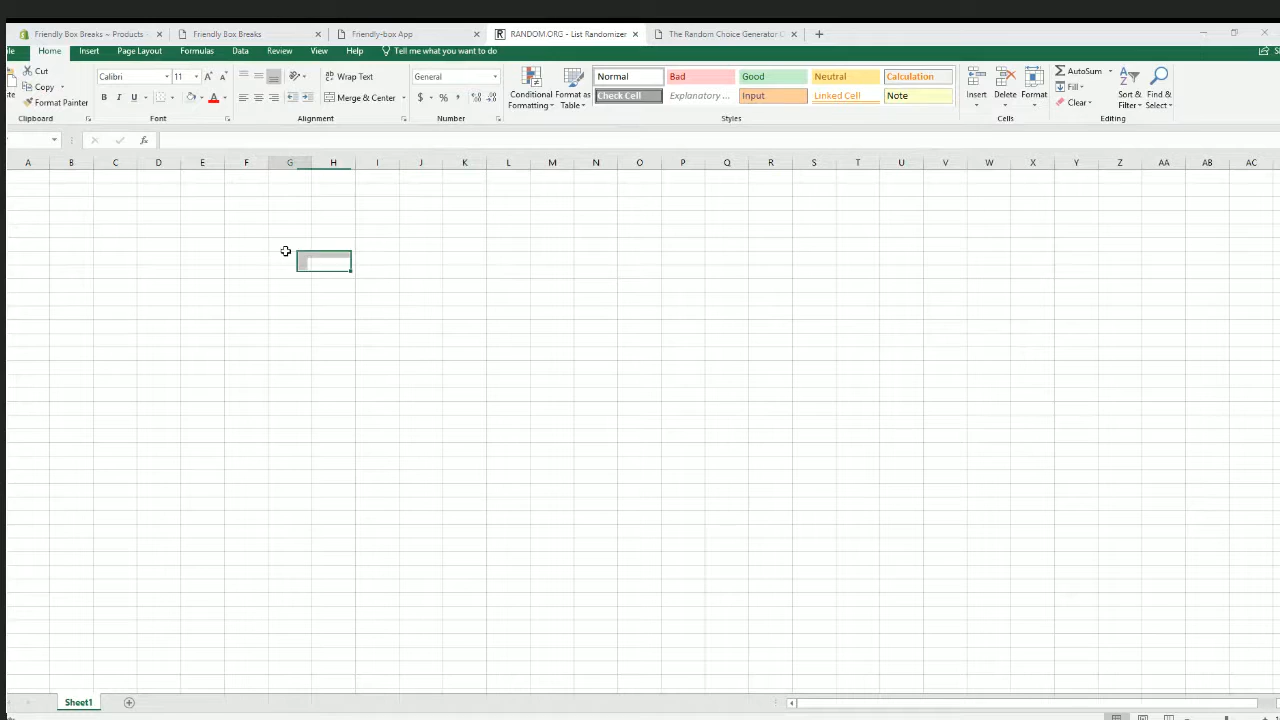 Friendly Box Breaks ~ Products
Friendly Box Breaks
Friendly-box App
RANDOM.ORG - List Randomizer
The Random Choice Generator
Home Insert Page Layout Formulas Data Review View Help Tell me what you want to do
Cut
Copy
Format Painter
Clipboard
Calibri 11
B I U
Font
Wrap Text
Merge & Center
Alignment
General
$ % ,
Number
Conditional Formatting
Format as Table
Normal Bad Good Neutral Calculation
Check Cell Explanatory ... Input Linked Cell Note
Styles
Insert Delete Format
Cells
AutoSum
Fill
Clear
Sort & Filter
Find & Select
Editing
fx
A B C D E F G H I J K L M N O P Q R S T U V W X Y Z AA AB AC
Sheet1